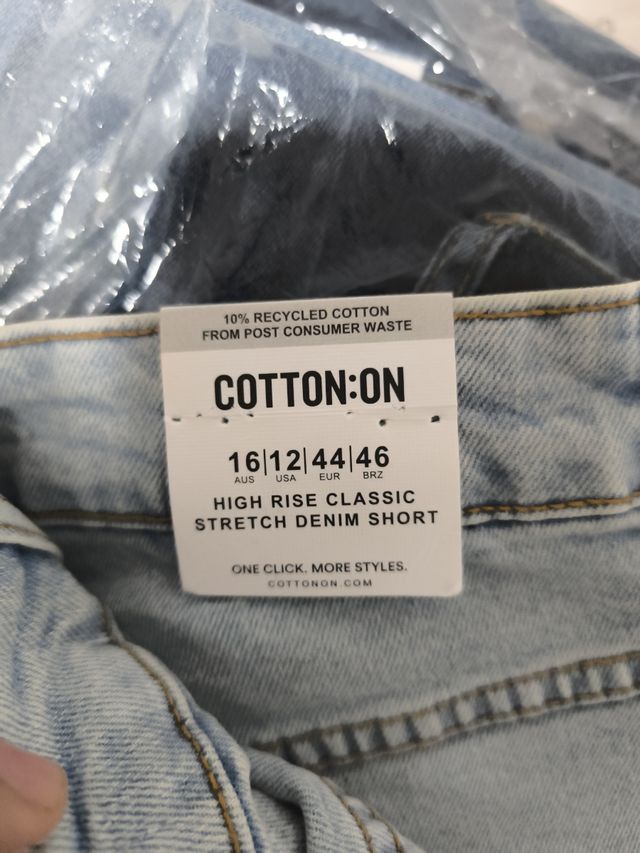 10% RECYCLED COTTON
FROM POST CONSUMER WASTE
COTTON:ON
16|12|44|46
AUS USA EUR BRZ
HIGH RISE CLASSIC
STRETCH DENIM SHORT
ONE CLICK. MORE STYLES.
COTTONON.COM